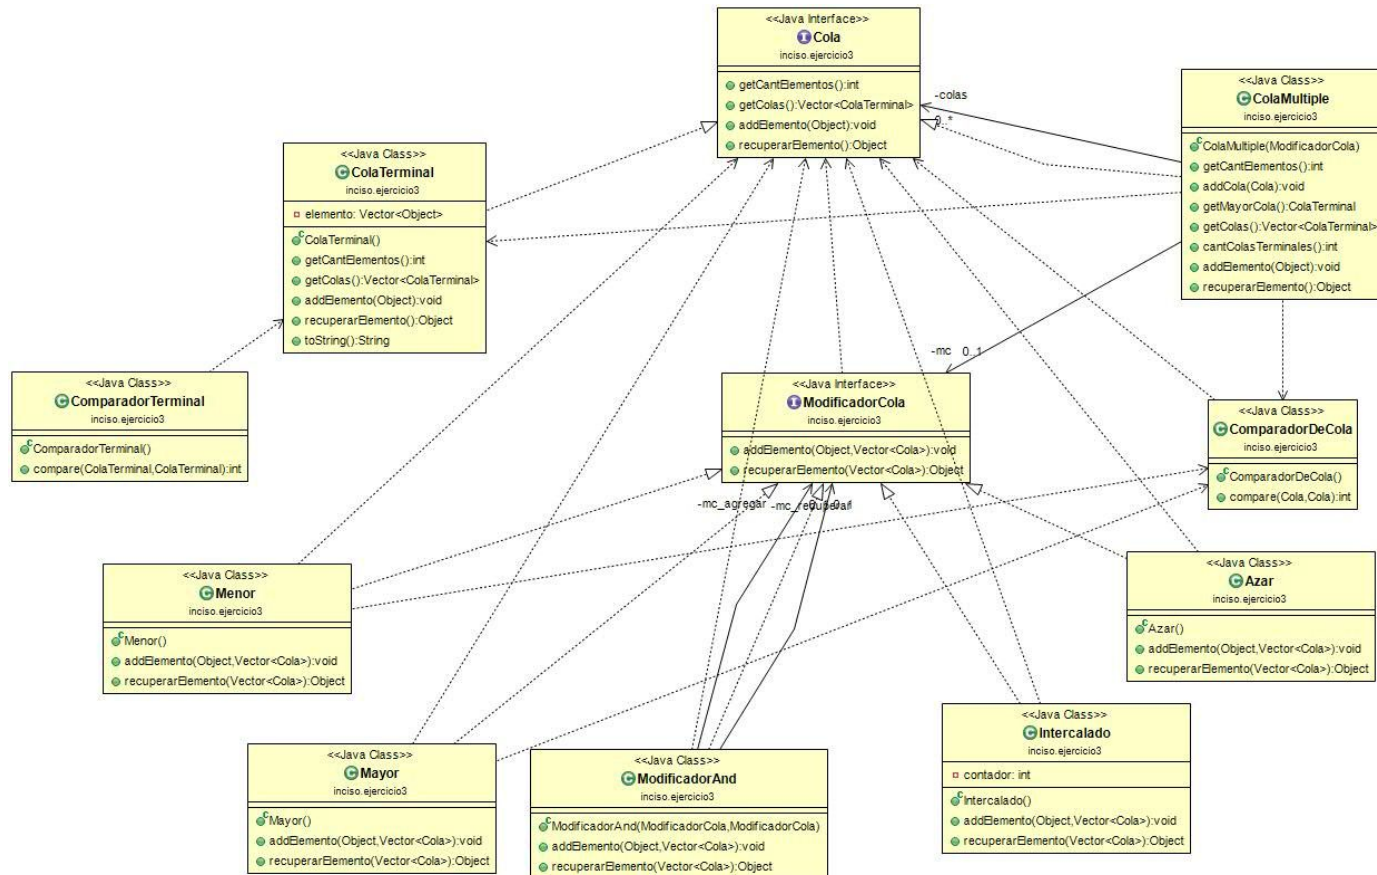 <<Java Interface>>
Cola
inciso.ejercicio3
getCantElementos():int
getColas():Vector<ColaTerminal>
addElemento(Object):void
recuperarElemento():Object
-colas
0..*
<<Java Class>>
ColaMultiple
inciso.ejercicio3
ColaMultiple(ModificadorCola)
getCantElementos():int
addCola(Cola):void
getMayorCola():ColaTerminal
getColas():Vector<ColaTerminal>
cantColasTerminales():int
addElemento(Object):void
recuperarElemento():Object
<<Java Class>>
ColaTerminal
inciso.ejercicio3
elemento: Vector<Object>
ColaTerminal()
getCantElementos():int
getColas():Vector<ColaTerminal>
addElemento(Object):void
recuperarElemento():Object
toString():String
-mc 0..1
<<Java Class>>
ComparadorTerminal
inciso.ejercicio3
ComparadorTerminal()
compare(ColaTerminal,ColaTerminal):int
<<Java Interface>>
ModificadorCola
inciso.ejercicio3
addElemento(Object,Vector<Cola>):void
recuperarElemento(Vector<Cola>):Object
<<Java Class>>
ComparadorDeCola
inciso.ejercicio3
ComparadorDeCola()
compare(Cola,Cola):int
-mc_agregar
-mc_recuperar
<<Java Class>>
Menor
inciso.ejercicio3
Menor()
addElemento(Object,Vector<Cola>):void
recuperarElemento(Vector<Cola>):Object
<<Java Class>>
Azar
inciso.ejercicio3
Azar()
addElemento(Object,Vector<Cola>):void
recuperarElemento(Vector<Cola>):Object
<<Java Class>>
Mayor
inciso.ejercicio3
Mayor()
addElemento(Object,Vector<Cola>):void
recuperarElemento(Vector<Cola>):Object
<<Java Class>>
ModificadorAnd
inciso.ejercicio3
ModificadorAnd(ModificadorCola,ModificadorCola)
addElemento(Object,Vector<Cola>):void
recuperarElemento(Vector<Cola>):Object
<<Java Class>>
Intercalado
inciso.ejercicio3
contador: int
Intercalado()
addElemento(Object,Vector<Cola>):void
recuperarElemento(Vector<Cola>):Object